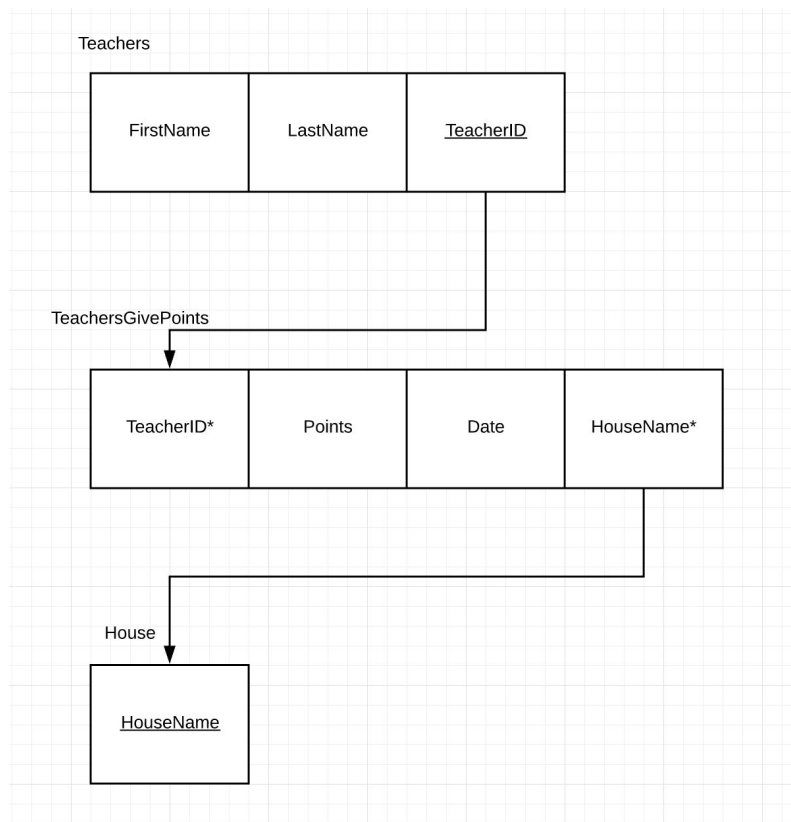 Teachers
FirstName LastName TeacherID
TeachersGivePoints
TeacherID* Points Date HouseName*
House
HouseName